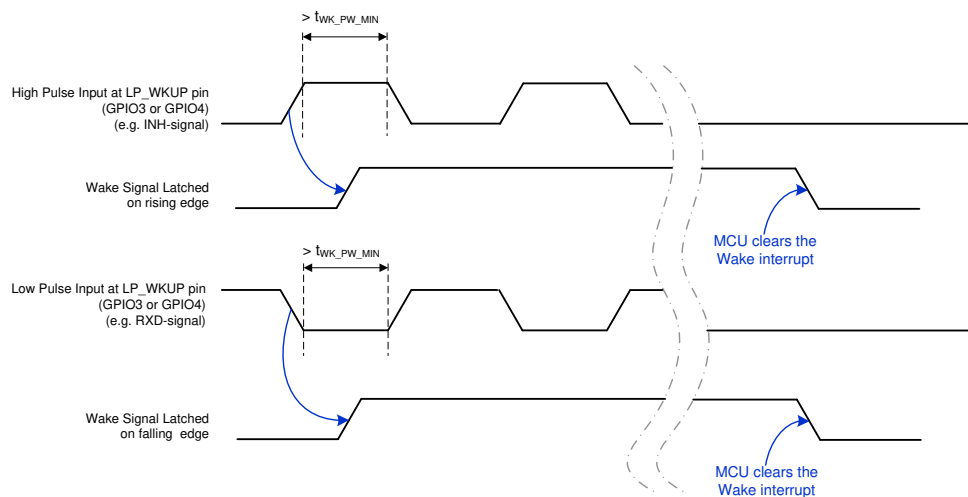 > tWK_PW_MIN
High Pulse Input at LP_WKUP pin
(GPIO3 or GPIO4)
(e.g. INH-signal)
Wake Signal Latched
on rising edge
MCU clears the
Wake interrupt
> tWK_PW_MIN
Low Pulse Input at LP_WKUP pin
(GPIO3 or GPIO4)
(e.g. RXD-signal)
Wake Signal Latched
on falling edge
MCU clears the
Wake interrupt